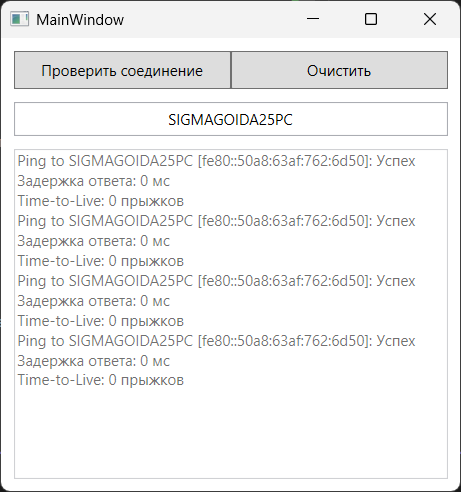 MainWindow
Проверить соединение
Очистить
SIGMAGOIDA25PC
Ping to SIGMAGOIDA25PC [fe80::50a8:63af:762:6d50]: Успех
Задержка ответа: 0 мс
Time-to-Live: 0 прыжков
Ping to SIGMAGOIDA25PC [fe80::50a8:63af:762:6d50]: Успех
Задержка ответа: 0 мс
Time-to-Live: 0 прыжков
Ping to SIGMAGOIDA25PC [fe80::50a8:63af:762:6d50]: Успех
Задержка ответа: 0 мс
Time-to-Live: 0 прыжков
Ping to SIGMAGOIDA25PC [fe80::50a8:63af:762:6d50]: Успех
Задержка ответа: 0 мс
Time-to-Live: 0 прыжков